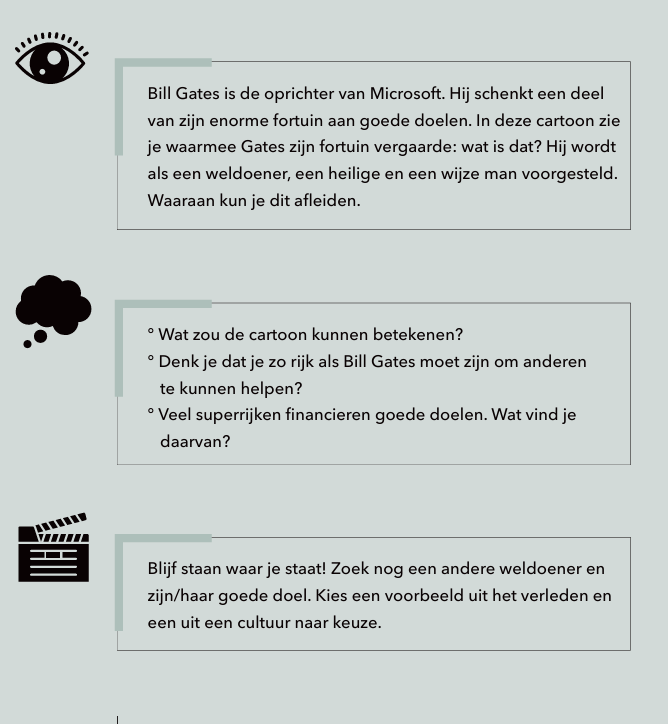 Bill Gates is de oprichter van Microsoft. Hij schenkt een deel
van zijn enorme fortuin aan goede doelen. In deze cartoon zie
je waarmee Gates zijn fortuin vergaarde: wat is dat? Hij wordt
als een weldoener, een heilige en een wijze man voorgesteld.
Waaraan kun je dit afleiden.
° Wat zou de cartoon kunnen betekenen?
° Denk je dat je zo rijk als Bill Gates moet zijn om anderen
te kunnen helpen?
° Veel superrijken financieren goede doelen. Wat vind je
daarvan?
Blijf staan waar je staat! Zoek nog een andere weldoener en
zijn/haar goede doel. Kies een voorbeeld uit het verleden en
een uit een cultuur naar keuze.